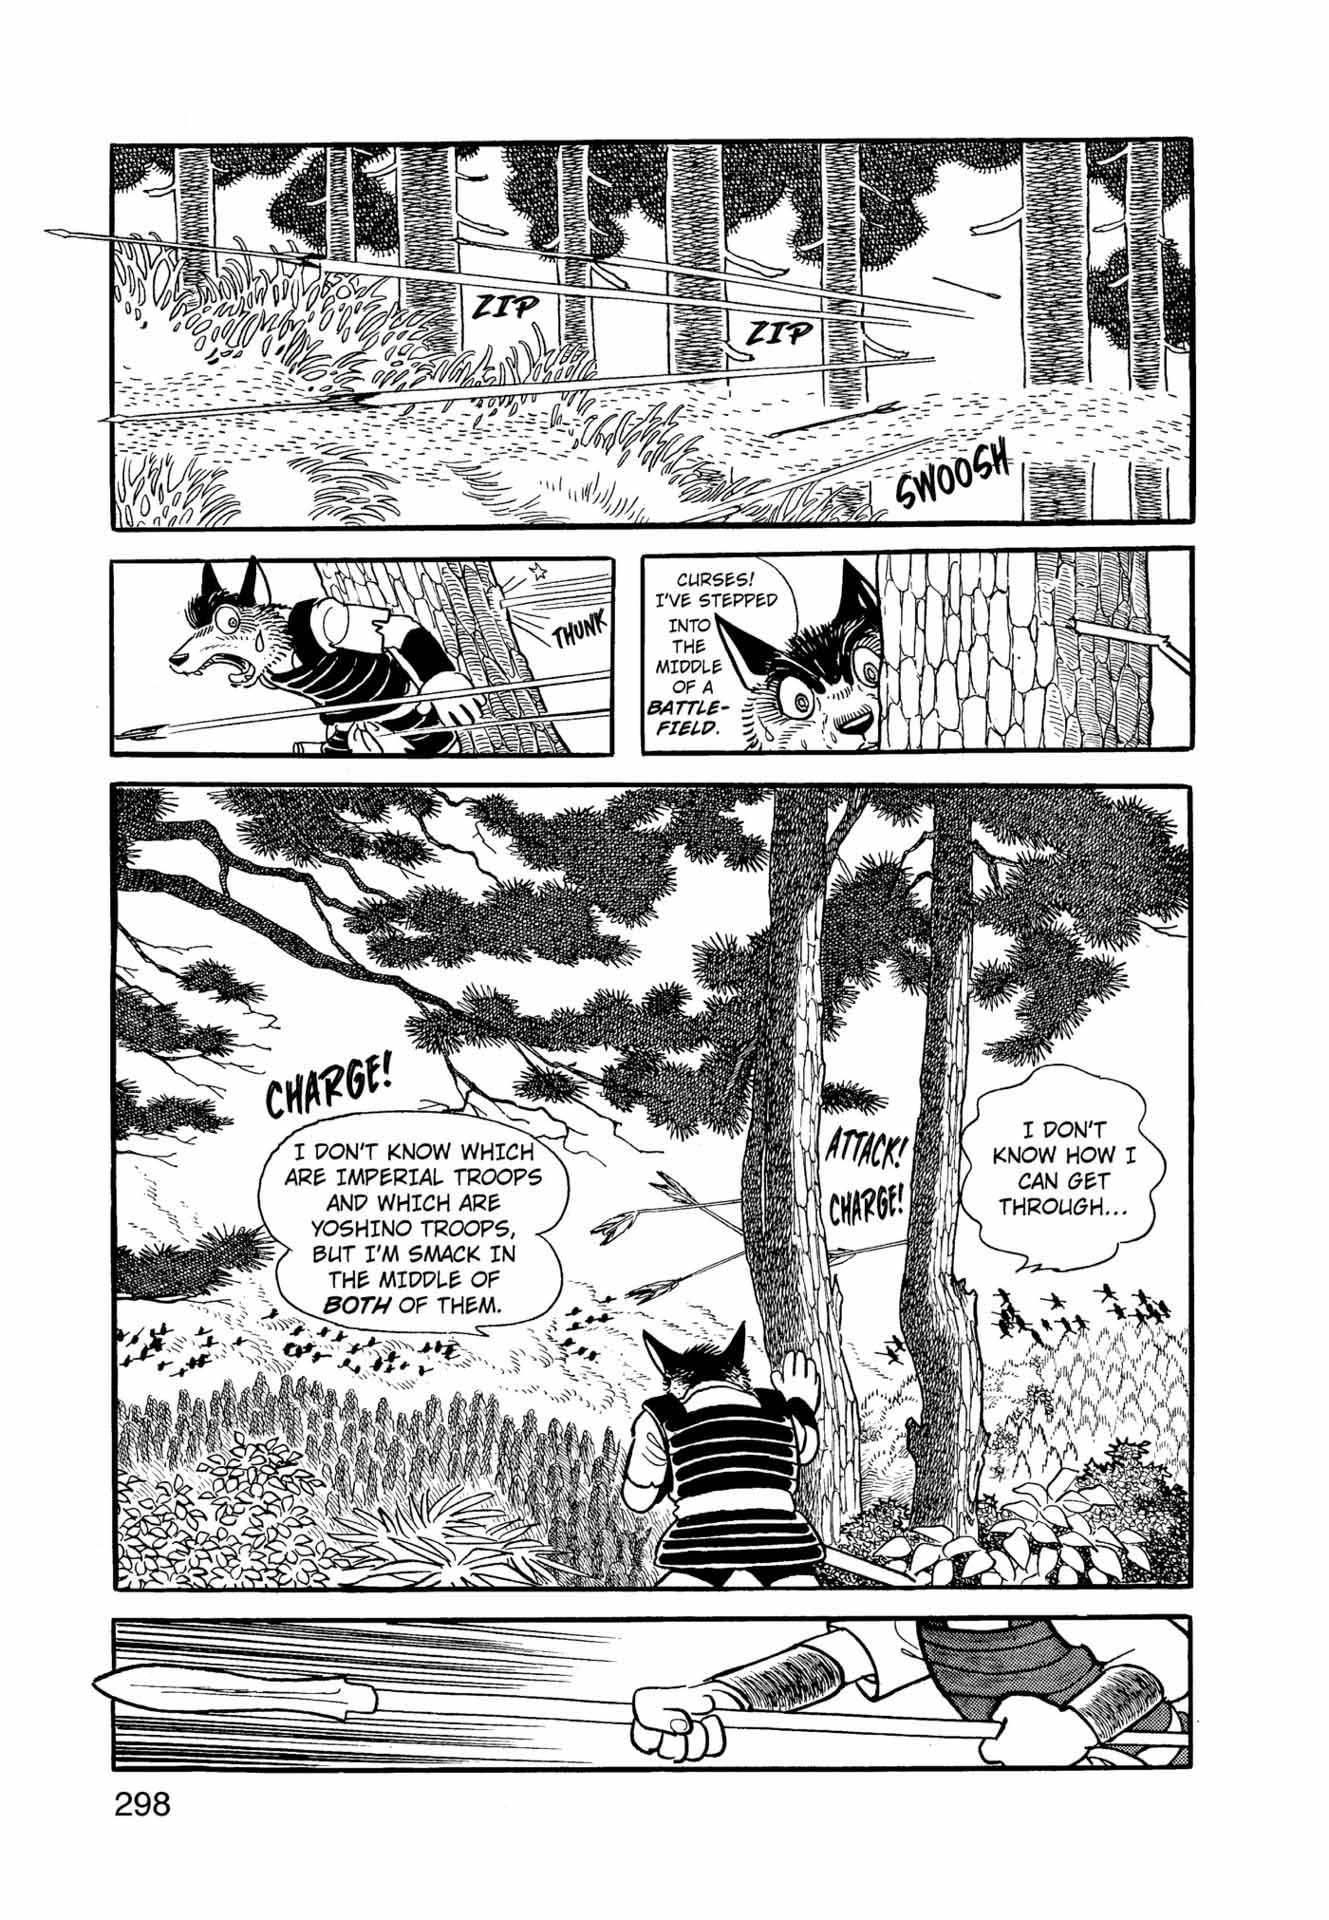 ZIP
ZIP
SWOOSH
THUNK
CURSES!
I'VE STEPPED
INTO
THE
MIDDLE
OF A
BATTLE-
FIELD.
CHARGE!
I DON'T KNOW WHICH
ARE IMPERIAL TROOPS
AND WHICH ARE
YOSHINO TROOPS,
BUT I'M SMACK IN
THE MIDDLE OF
BOTH OF THEM.
ATTACK!
CHARGE!
I DON'T
KNOW HOW I
CAN GET
THROUGH...
298